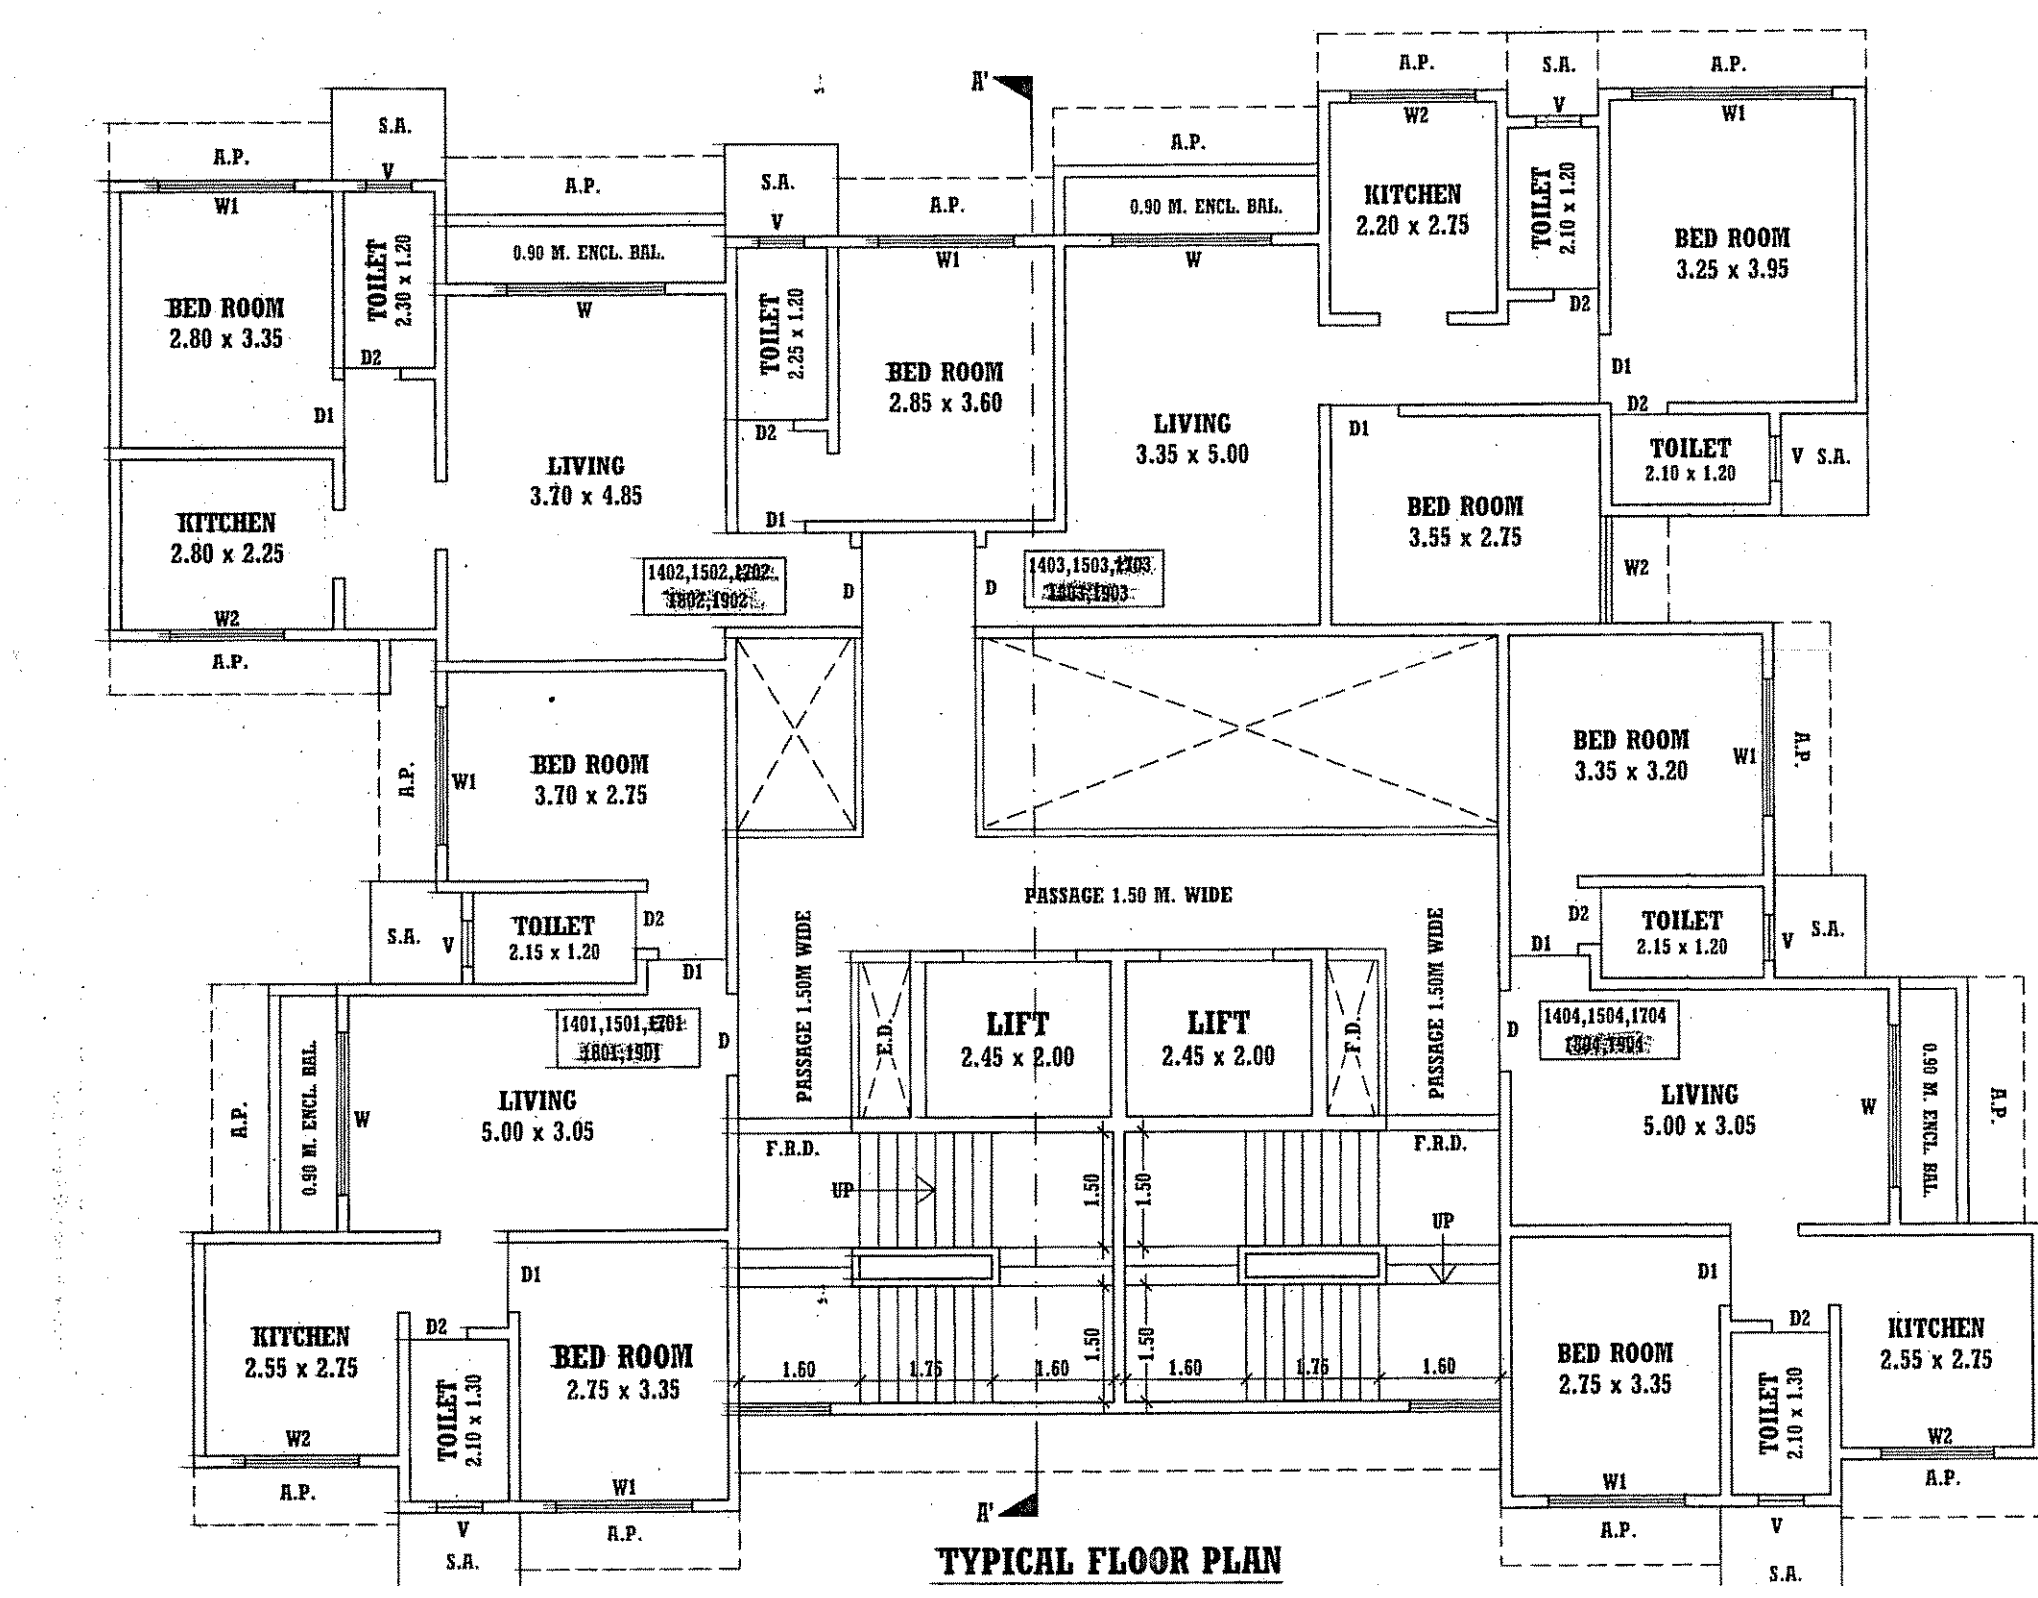 A'
A.P.
S.A.
A.P.
S.A.
A.P.
V
W2
W1
A.P.
V
A.P.
S.A.
A.P.
V
W1
KITCHEN
2.20 x 2.75
TOILET
2.10 x 1.20
BED ROOM
3.25 x 3.95
W1
TOILET
2.30 x 1.20
0.90 M. ENCL. BAL.
0.90 M. ENCL. BAL.
W
W1
W
BED ROOM
2.80 x 3.35
D2
D1
TOILET
2.25 x 1.20
D2
BED ROOM
2.85 x 3.60
D2
D1
D2
LIVING
3.70 x 4.85
LIVING
3.35 x 5.00
D1
TOILET
2.10 x 1.20
V
S.A.
KITCHEN
2.80 x 2.25
W2
A.P.
D1
BED ROOM
3.55 x 2.75
W2
1402,1502,1702
1802,1902
D
D
1403,1503,1703
1803,1903
A.P.
W1
BED ROOM
3.70 x 2.75
BED ROOM
3.35 x 3.20
W1
A.P.
PASSAGE 1.50 M. WIDE
S.A.
V
TOILET
2.15 x 1.20
D2
D1
PASSAGE 1.50M WIDE
PASSAGE 1.50M WIDE
D2
D1
TOILET
2.15 x 1.20
V
S.A.
1401,1501,1701
1801,1901
D
E.D.
LIFT
2.45 x 2.00
LIFT
2.45 x 2.00
F.D.
D
1404,1504,1704
1804,1904
A.P.
0.90 M. ENCL. BAL.
W
LIVING
5.00 x 3.05
LIVING
5.00 x 3.05
W
0.90 M. ENCL. BAL.
A.P.
F.R.D.
F.R.D.
UP
1.50
1.50
UP
D1
D1
KITCHEN
2.55 x 2.75
D2
BED ROOM
2.75 x 3.35
1.50
1.50
1.60
1.75
1.60
1.60
1.75
1.60
BED ROOM
2.75 x 3.35
D2
KITCHEN
2.55 x 2.75
TOILET
2.10 x 1.30
TOILET
2.10 x 1.30
W2
W1
W1
W2
A.P.
V
A.P.
S.A.
A'
A.P.
V
A.P.
S.A.
TYPICAL FLOOR PLAN